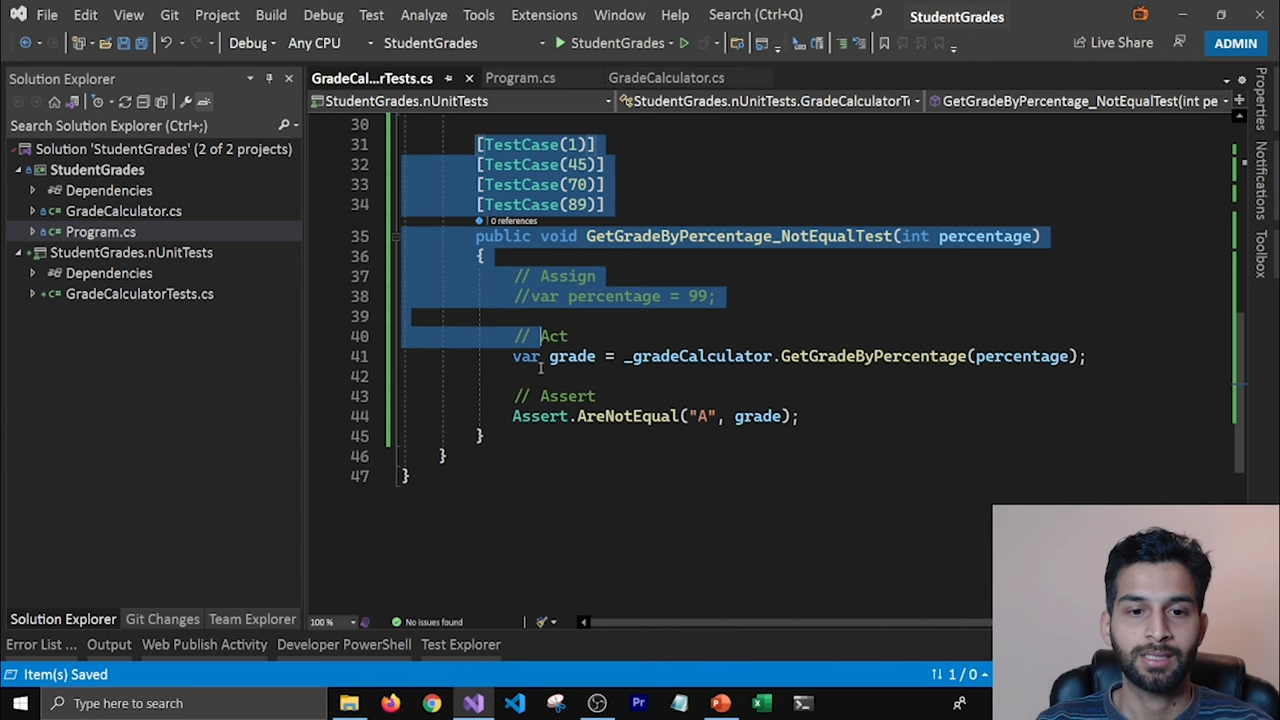 File Edit View Git Project Build Debug Test Analyze Tools Extensions Window Help Search (Ctrl+Q) StudentGrades
Debug Any CPU StudentGrades StudentGrades Live Share ADMIN
Solution Explorer
GradeCal...rTests.cs Program.cs GradeCalculator.cs
StudentGrades.nUnitTests StudentGrades.nUnitTests.GradeCalculatorT GetGradeByPercentage_NotEqualTest(int pe
Search Solution Explorer (Ctrl+;)
Solution 'StudentGrades' (2 of 2 projects)
StudentGrades
Dependencies
GradeCalculator.cs
Program.cs
StudentGrades.nUnitTests
Dependencies
GradeCalculatorTests.cs
30
31 [TestCase(1)]
32 [TestCase(45)]
33 [TestCase(70)]
34 [TestCase(89)]
0 references
35 public void GetGradeByPercentage_NotEqualTest(int percentage)
36 {
37 // Assign
38 //var percentage = 99;
39
40 // Act
41 var grade = _gradeCalculator.GetGradeByPercentage(percentage);
42
43 // Assert
44 Assert.AreNotEqual("A", grade);
45 }
46 }
47 }
Properties
Notifications
Toolbox
Solution Explorer Git Changes Team Explorer
100 % No issues found
Error List ... Output Web Publish Activity Developer PowerShell Test Explorer
Item(s) Saved 1 / 0
Type here to search